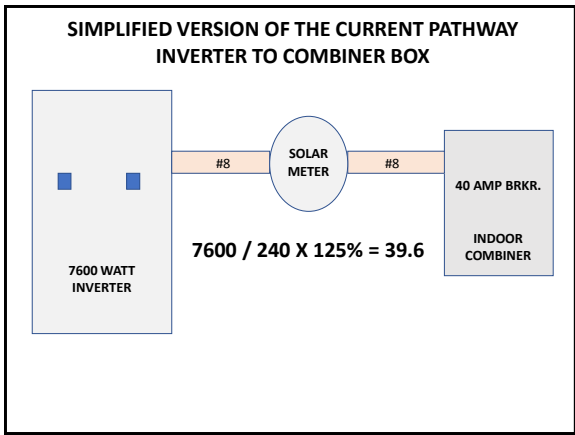 SIMPLIFIED VERSION OF THE CURRENT PATHWAY
INVERTER TO COMBINER BOX
#8
SOLAR
METER
#8
40 AMP BRKR.
INDOOR
COMBINER
7600 / 240 X 125% = 39.6
7600 WATT
INVERTER